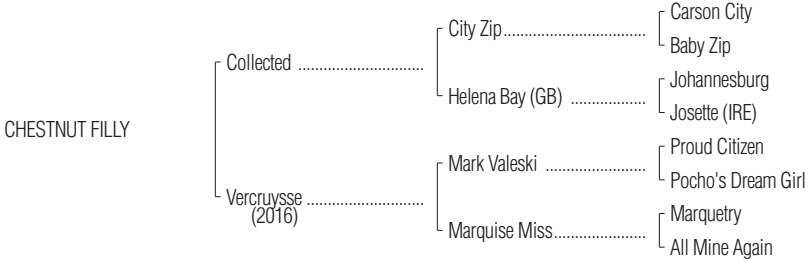 Carson City
City Zip..................................
Baby Zip
Collected ..............................
Johannesburg
Helena Bay (GB) ..................
Josette (IRE)
CHESTNUT FILLY
Proud Citizen
Mark Valeski ........................
Pocho's Dream Girl
Vercruysse ............................
(2016)
Marquetry
Marquise Miss......................
All Mine Again